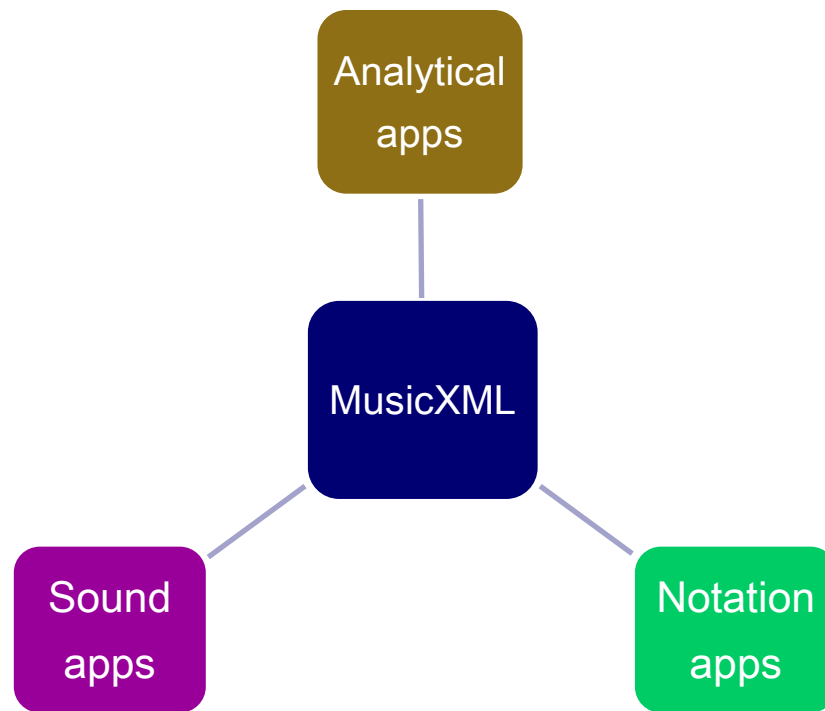 Analytical
apps
MusicXML
Sound
apps
Notation
apps